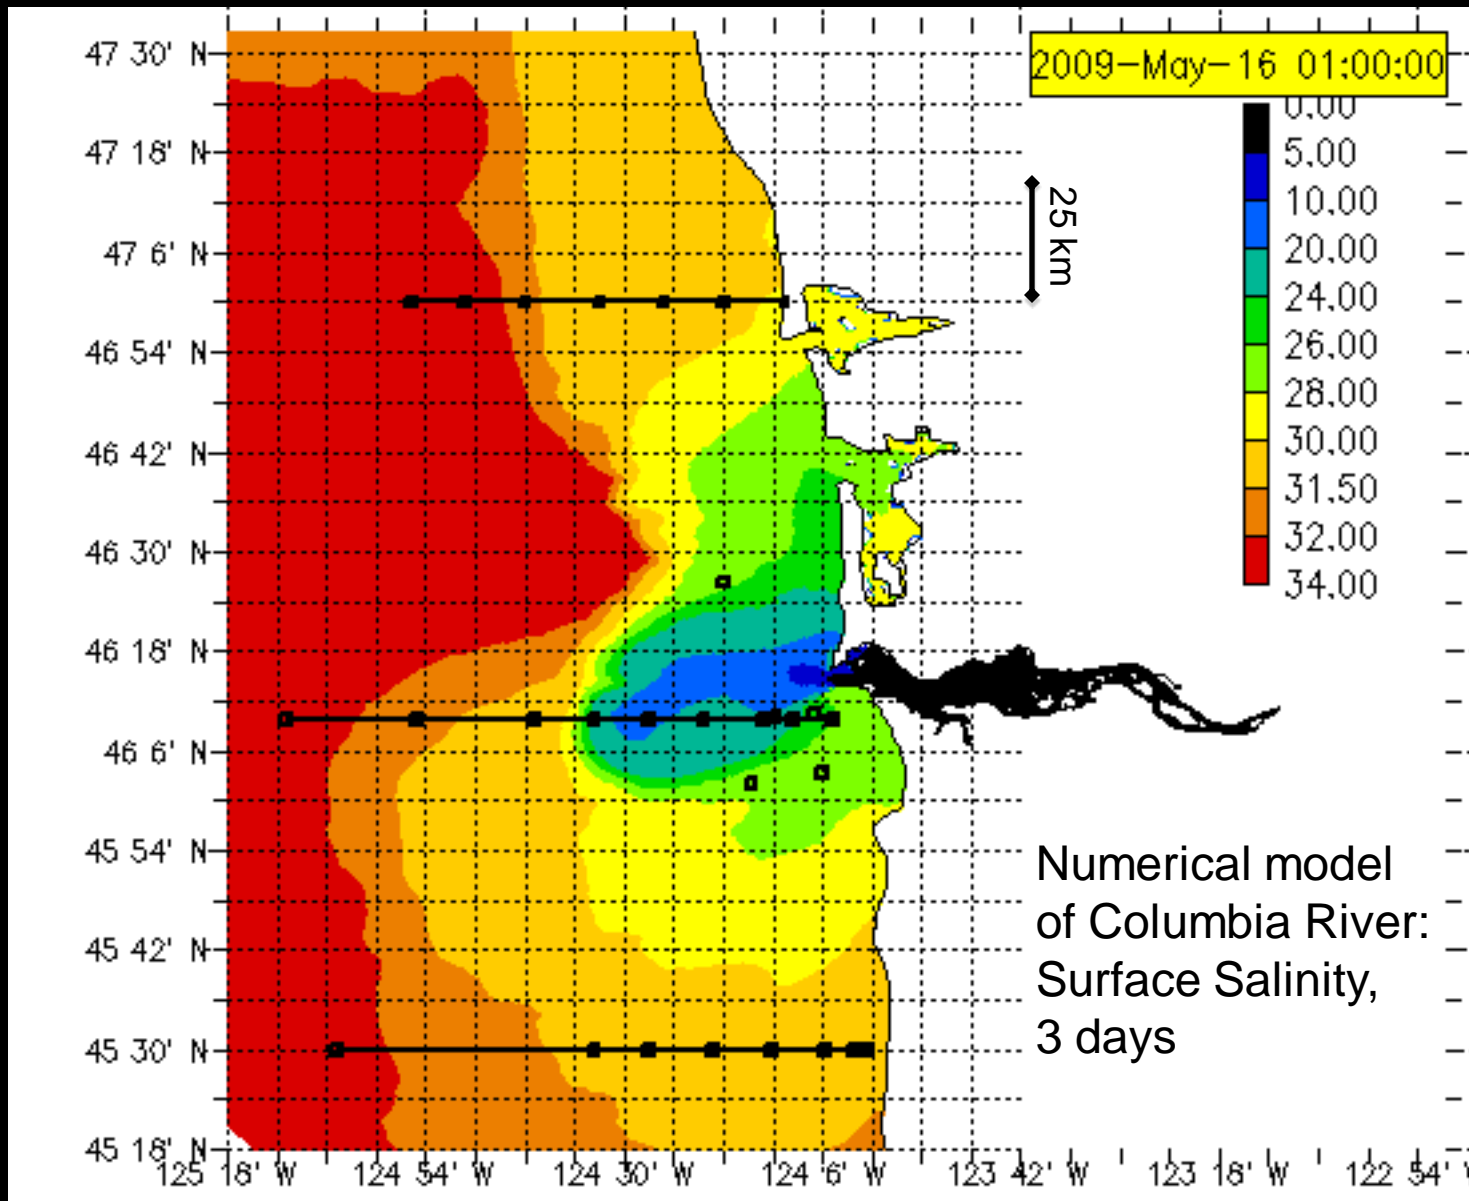 2009-May-16 01:00:00
47 30' N
47 18' N
47 6' N
46 54' N
46 42' N
46 30' N
46 18' N
46 6' N
45 54' N
45 42' N
45 30' N
45 18' N
125 18' W
124 54' W
124 30' W
124 6' W
123 42' W
123 18' W
122 54' W
25 km
0.00
5.00
10.00
20.00
24.00
26.00
28.00
30.00
31.50
32.00
34.00
Numerical model
of Columbia River:
Surface Salinity,
3 days